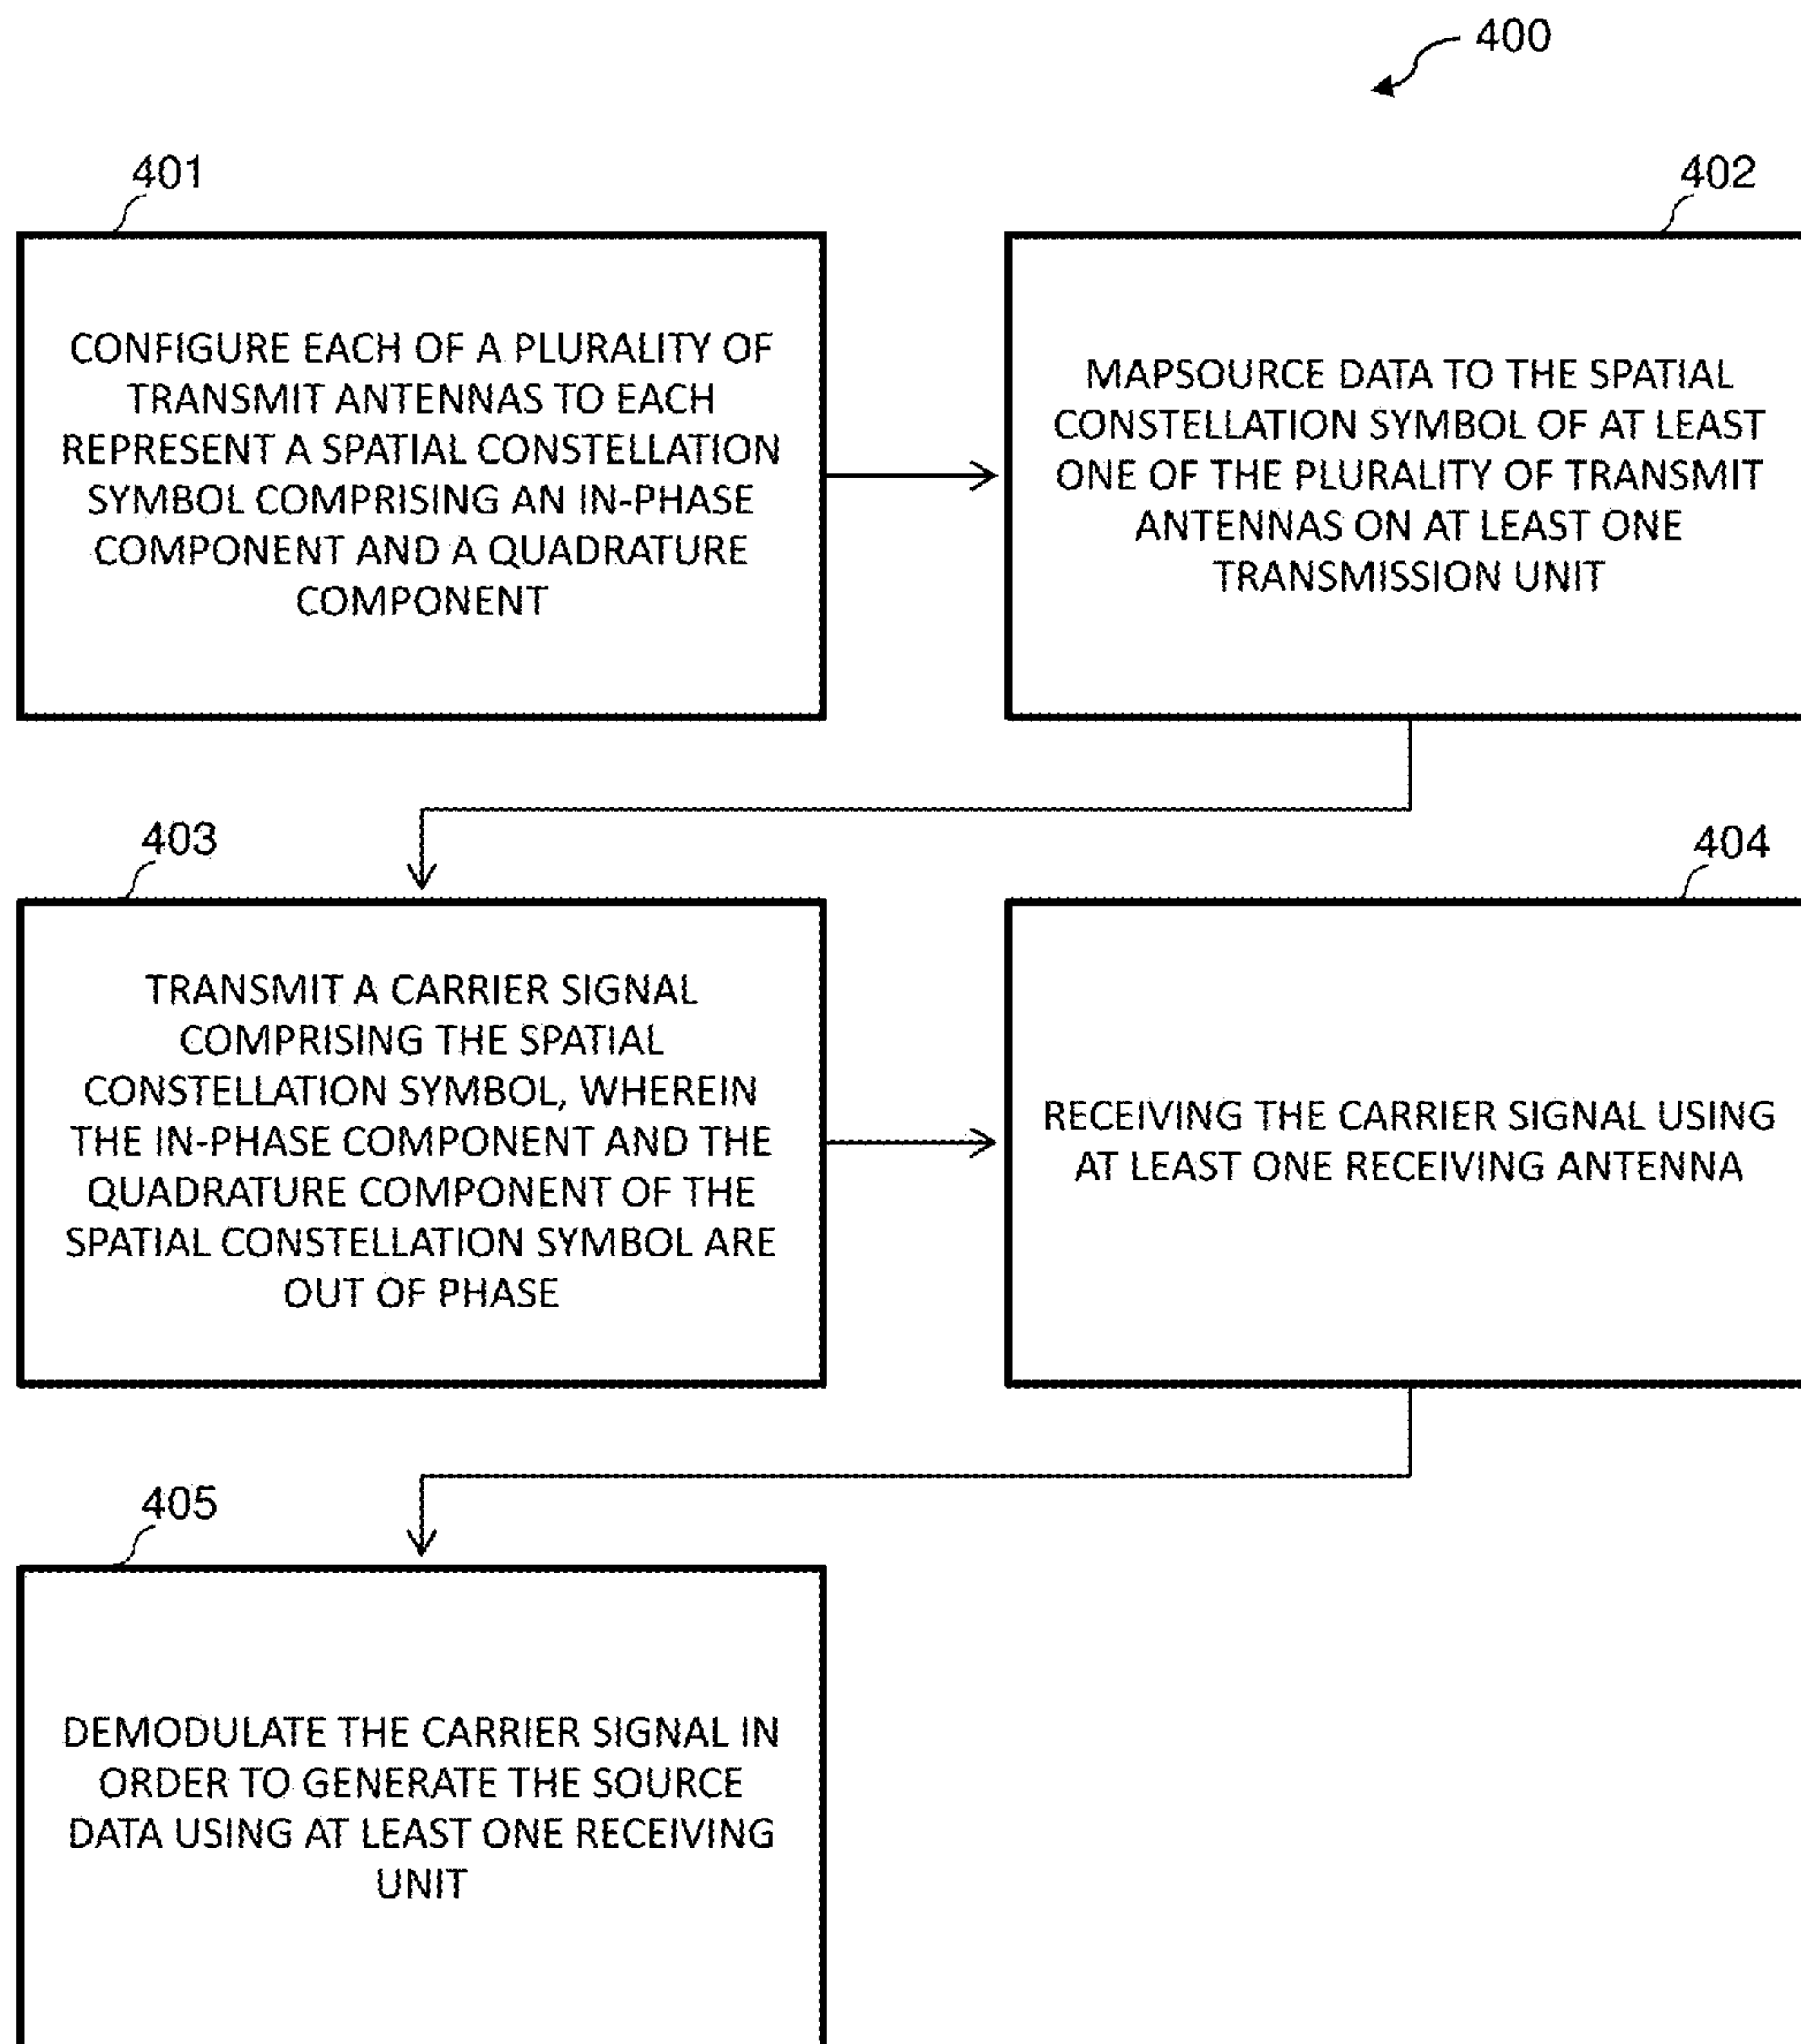 400
401
CONFIGURE EACH OF A PLURALITY OF
TRANSMIT ANTENNAS TO EACH
REPRESENT A SPATIAL CONSTELLATION
SYMBOL COMPRISING AN IN-PHASE
COMPONENT AND A QUADRATURE
COMPONENT
402
MAPSOURCE DATA TO THE SPATIAL
CONSTELLATION SYMBOL OF AT LEAST
ONE OF THE PLURALITY OF TRANSMIT
ANTENNAS ON AT LEAST ONE
TRANSMISSION UNIT
403
TRANSMIT A CARRIER SIGNAL
COMPRISING THE SPATIAL
CONSTELLATION SYMBOL, WHEREIN
THE IN-PHASE COMPONENT AND THE
QUADRATURE COMPONENT OF THE
SPATIAL CONSTELLATION SYMBOL ARE
OUT OF PHASE
404
RECEIVING THE CARRIER SIGNAL USING
AT LEAST ONE RECEIVING ANTENNA
405
DEMODULATE THE CARRIER SIGNAL IN
ORDER TO GENERATE THE SOURCE
DATA USING AT LEAST ONE RECEIVING
UNIT